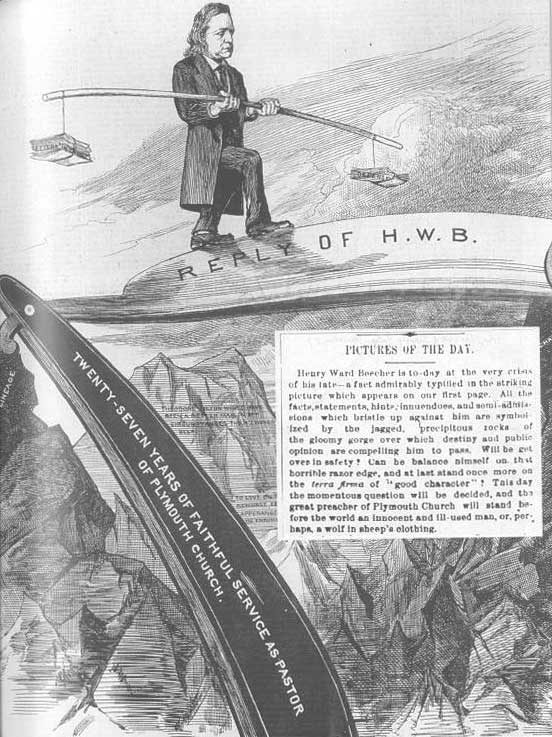 REPLY OF H.W.B.
LINEAGE.
TWENTY-SEVEN YEARS OF FAITHFUL SERVICE AS PASTOR
OF PLYMOUTH CHURCH.
PICTURES OF THE DAY.
Henry Ward Beecher is to-day at the very crisis
of his fate—a fact admirably typified in the striking
picture which appears on our first page. All the
facts, statements, hints, innuendoes, and semi-admis-
sions which bristle up against him are symbol-
ized by the jagged, precipitous rocks of
the gloomy gorge over which destiny and public
opinion are compelling him to pass. Will he get
over in safety? Can he balance himself on that
horrible razor edge, and at last stand once more on
the terra firma of "good character"? This day
the momentous question will be decided, and the
great preacher of Plymouth Church will stand be-
fore the world an innocent and ill-used man, or, per-
haps, a wolf in sheep's clothing.